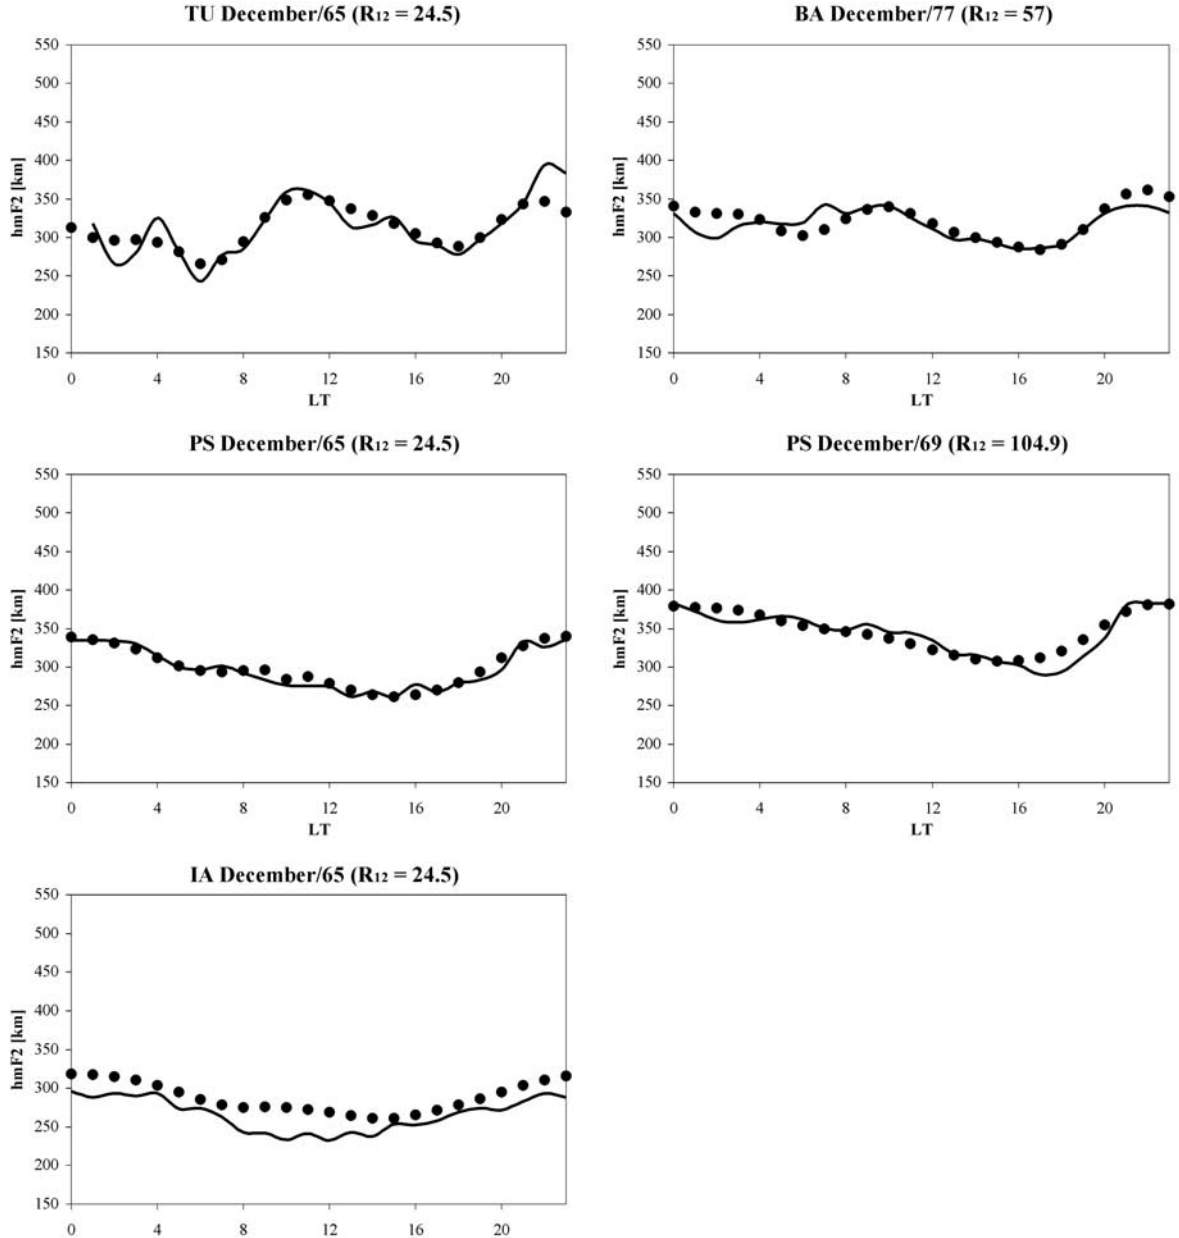 TU December/65 (R12 = 24.5)
550
500
450
400
350
300
250
200
150
hmF2 [km]
0 4 8 12 16 20
LT
BA December/77 (R12 = 57)
550
500
450
400
350
300
250
200
150
hmF2 [km]
0 4 8 12 16 20
LT
PS December/65 (R12 = 24.5)
550
500
450
400
350
300
250
200
150
hmF2 [km]
0 4 8 12 16 20
LT
PS December/69 (R12 = 104.9)
550
500
450
400
350
300
250
200
150
hmF2 [km]
0 4 8 12 16 20
LT
IA December/65 (R12 = 24.5)
550
500
450
400
350
300
250
200
150
hmF2 [km]
0 4 8 12 16 20